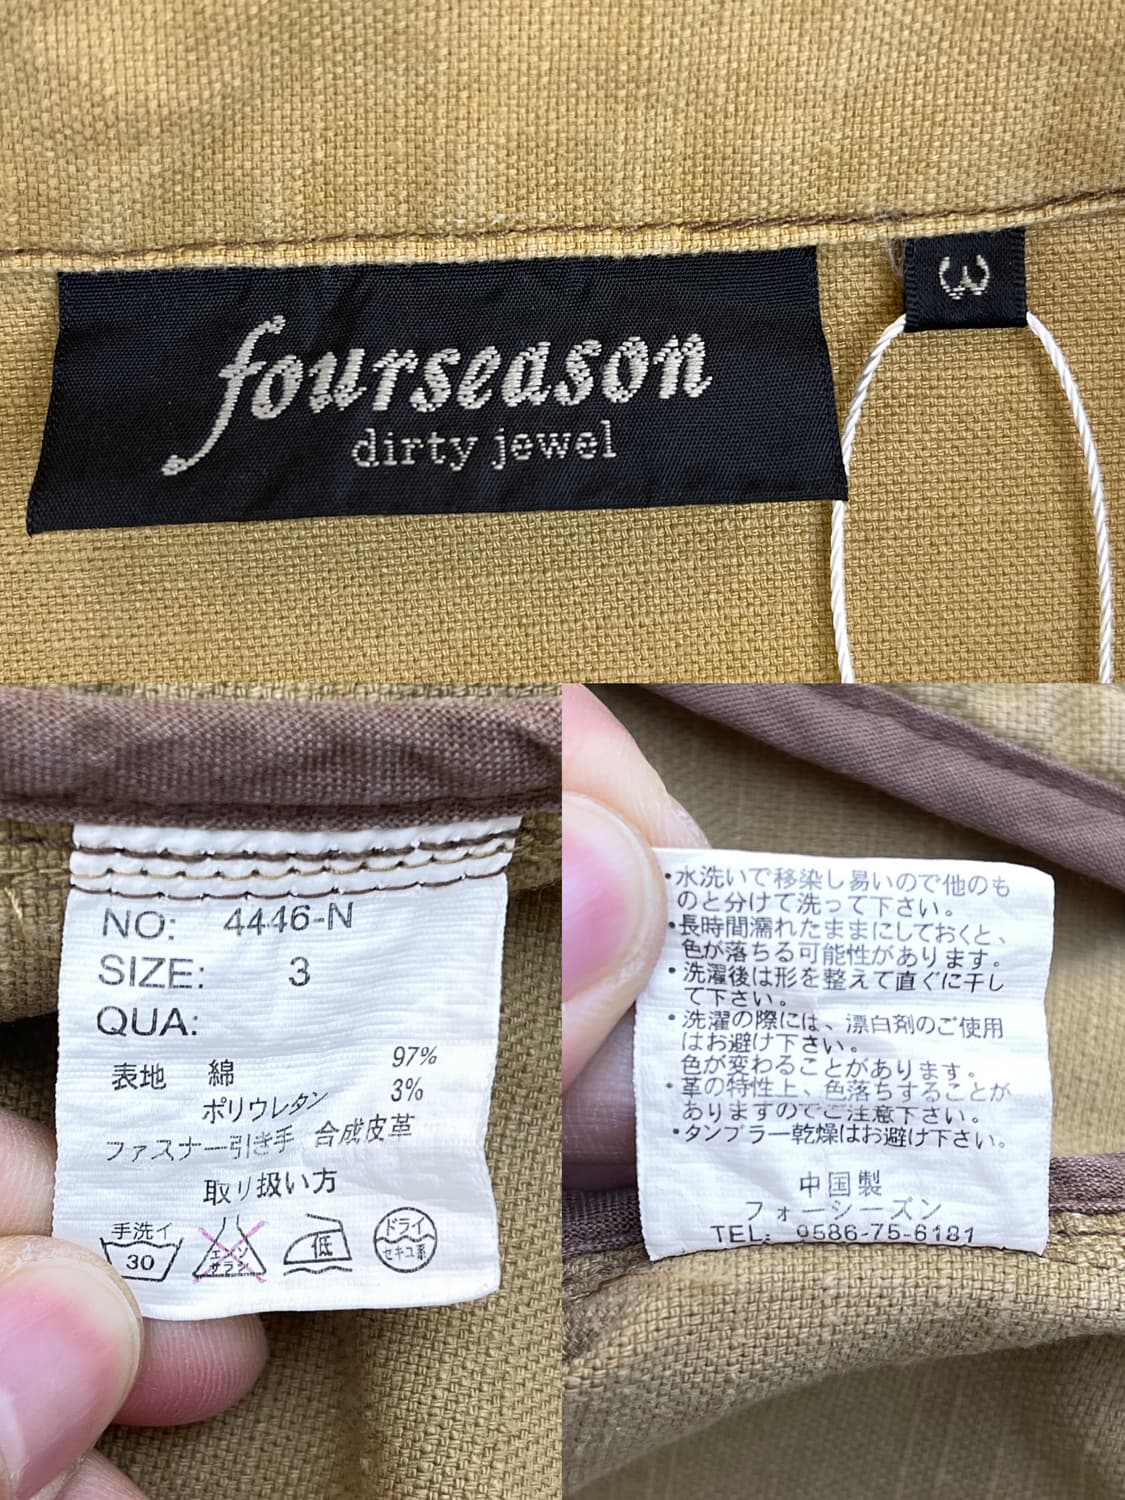 fourseason
dirty jewel
3
NO: 4446-N
SIZE: 3
QUA:
表地 綿 97%
ポリウレタン 3%
ファスナー引き手 合成皮革
取り扱い方
手洗イ
30
エンソ
サラシ
低
ドライ
セキユ系
・水洗いで移染し易いので他のも
のと分けて洗って下さい。
・長時間濡れたままにしておくと、
色が落ちる可能性があります。
・洗濯後は形を整えて直ぐに干し
て下さい。
・洗濯の際には、漂白剤のご使用
はお避け下さい。
色が変わることがあります。
・革の特性上、色落ちすることが
ありますのでご注意下さい。
・タンブラー乾燥はお避け下さい。
中国製
フォーシーズン
TEL: 0586-75-6181